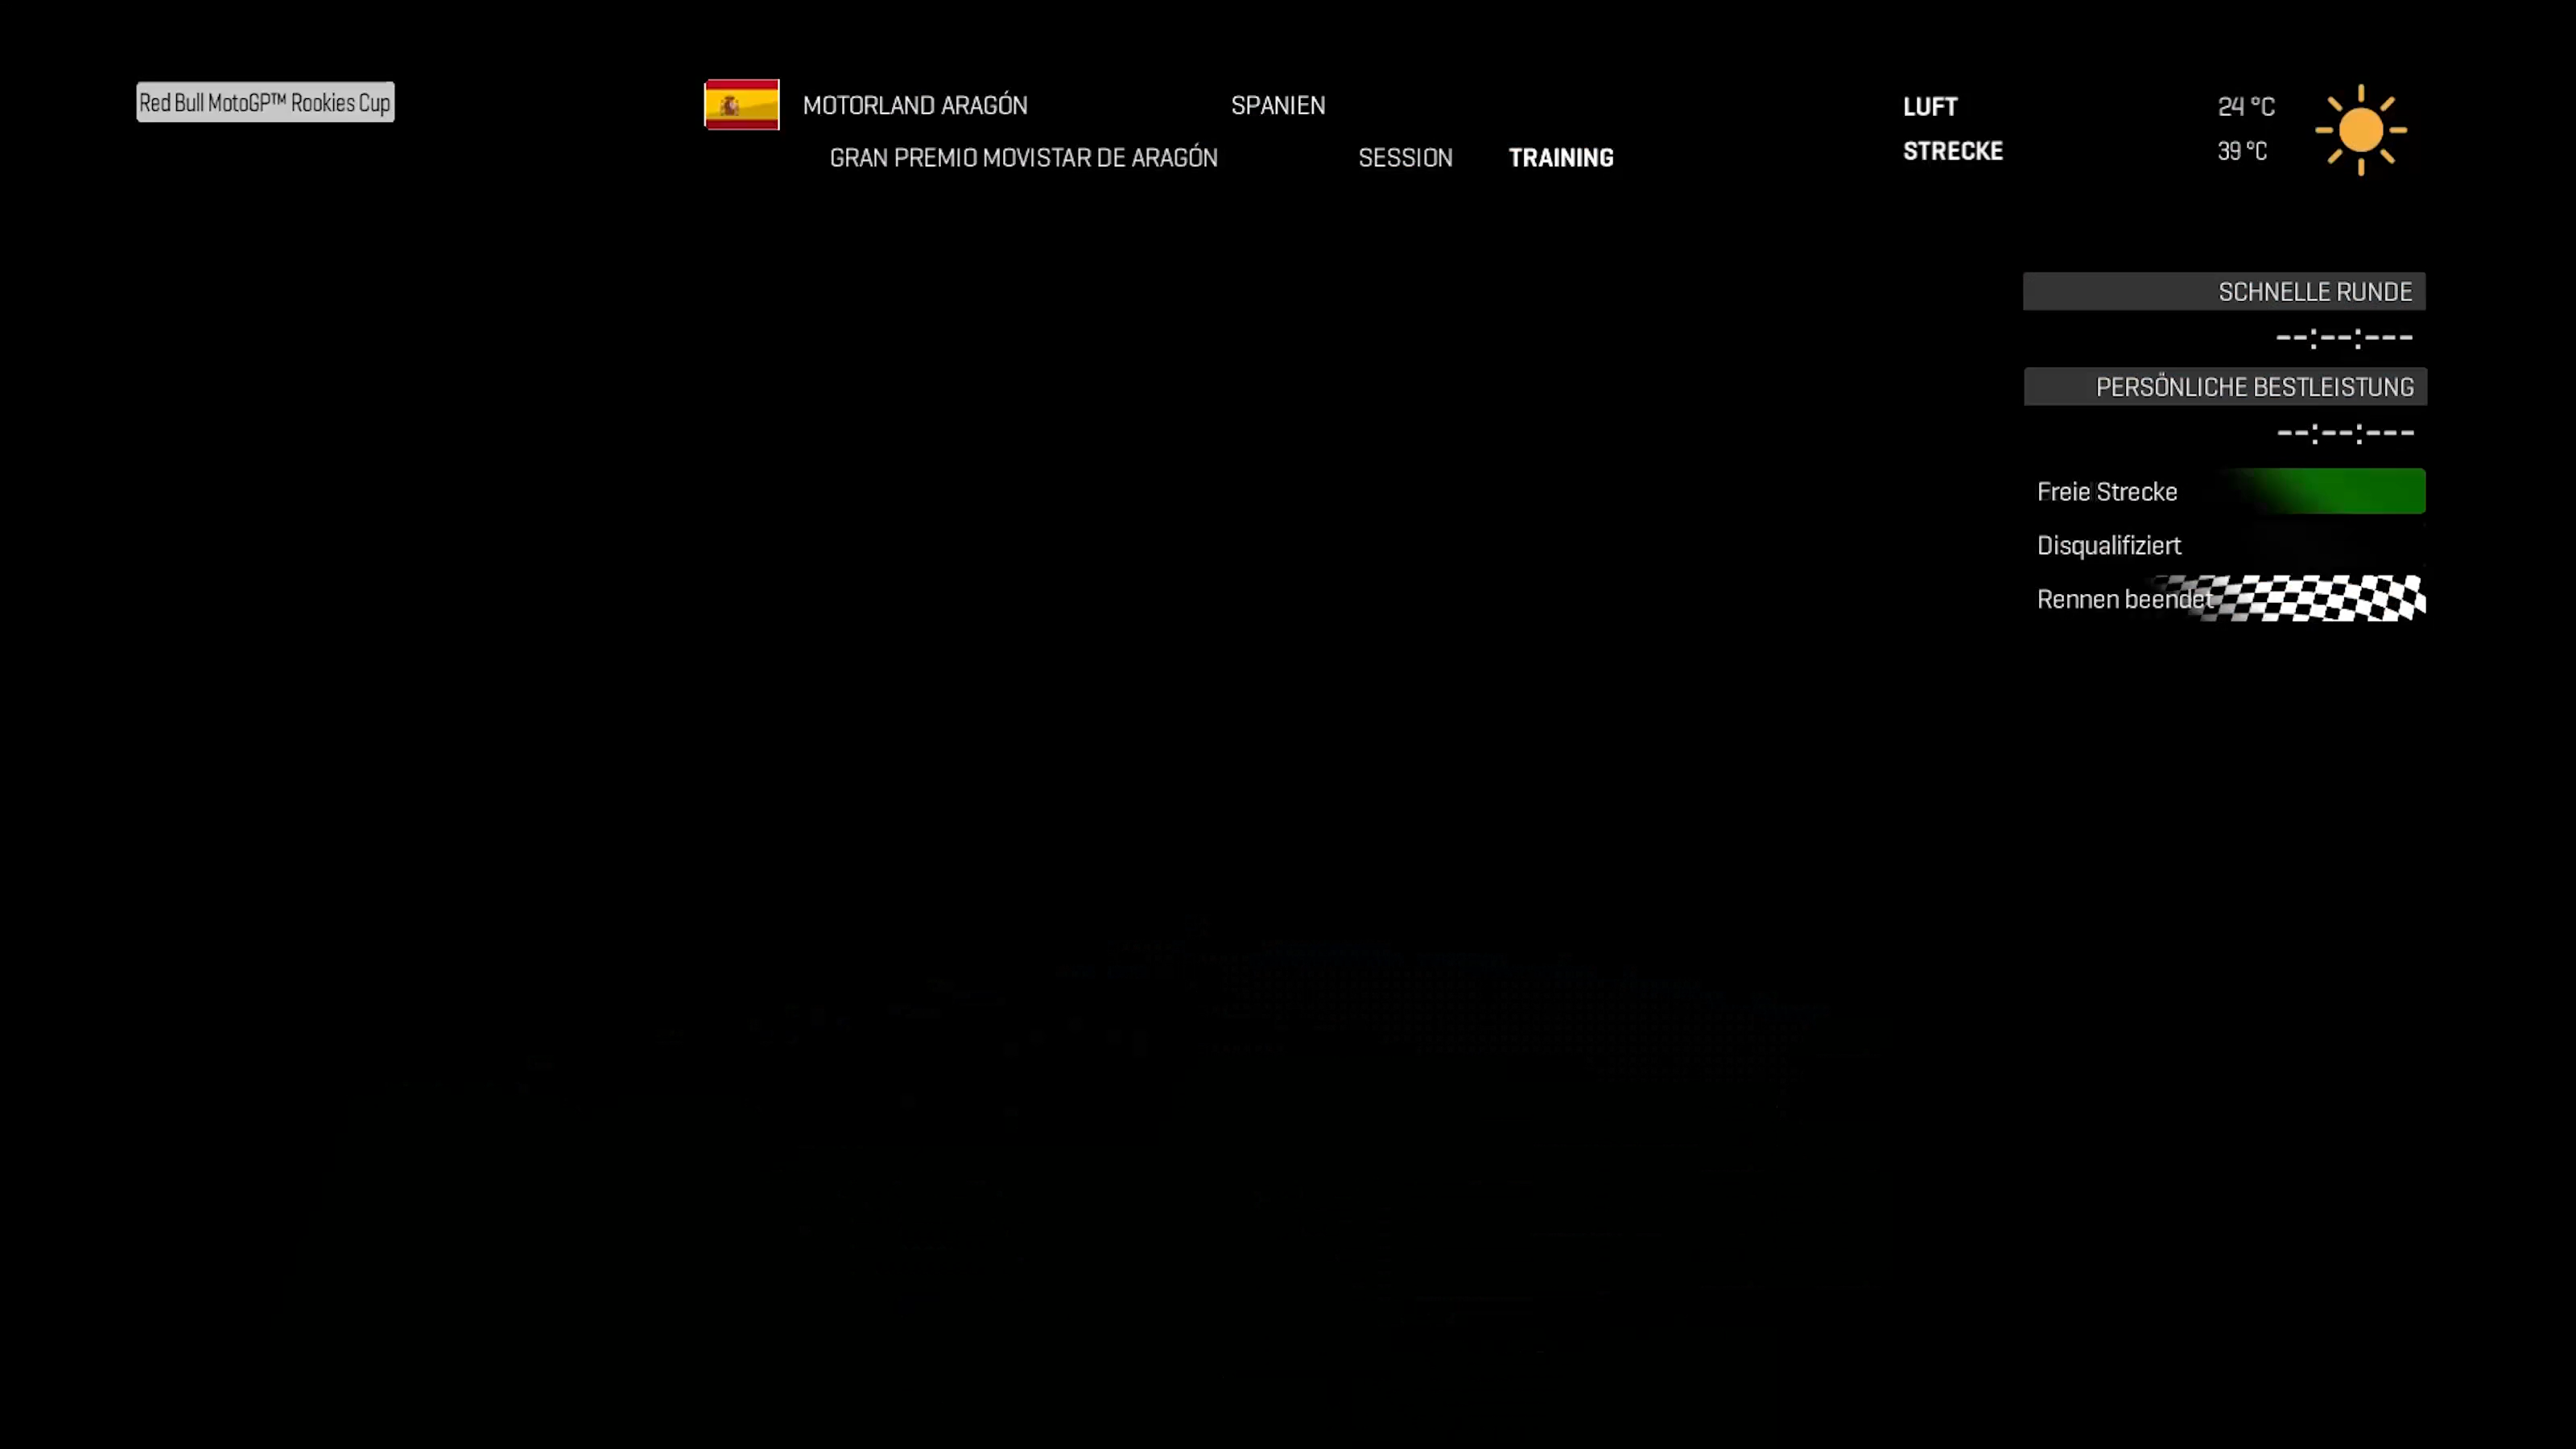 Red Bull MotoGP™ Rookies Cup
MOTORLAND ARAGÓN SPANIEN
GRAN PREMIO MOVISTAR DE ARAGÓN SESSION TRAINING
LUFT 24 °C
STRECKE 39 °C
SCHNELLE RUNDE
--:--:---
PERSÖNLICHE BESTLEISTUNG
--:--:---
Freie Strecke
Disqualifiziert
Rennen beendet